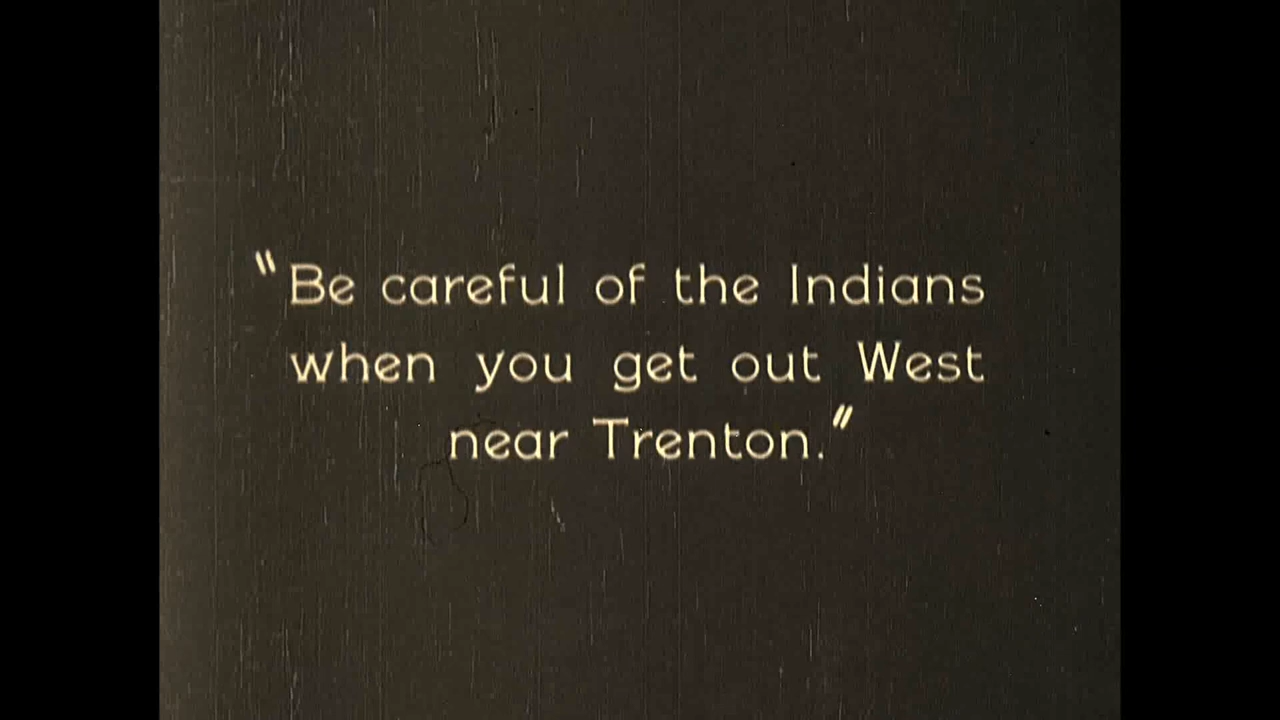 "Be careful of the Indians
when you get out West
near Trenton."